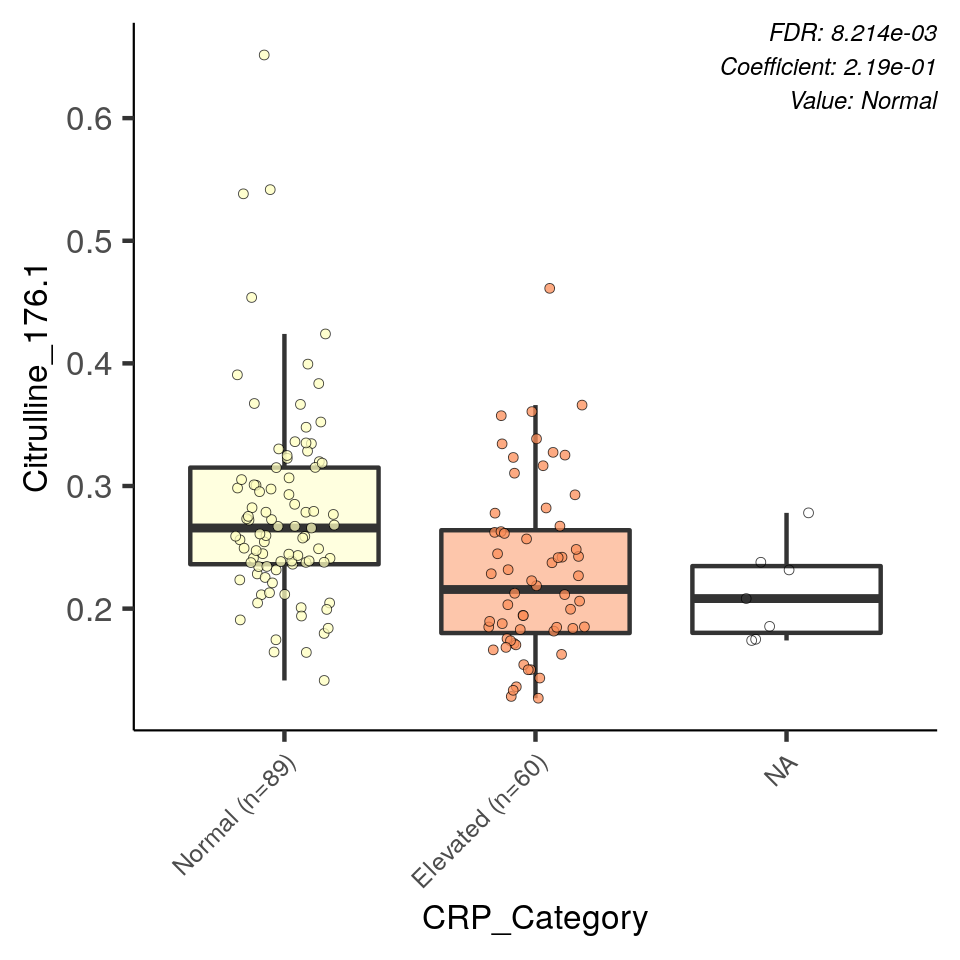 FDR: 8.214e-03
Coefficient: 2.19e-01
Value: Normal
Citrulline_176.1
0.6
0.5
0.4
0.3
0.2
Normal (n=89)
Elevated (n=60)
NA
CRP_Category